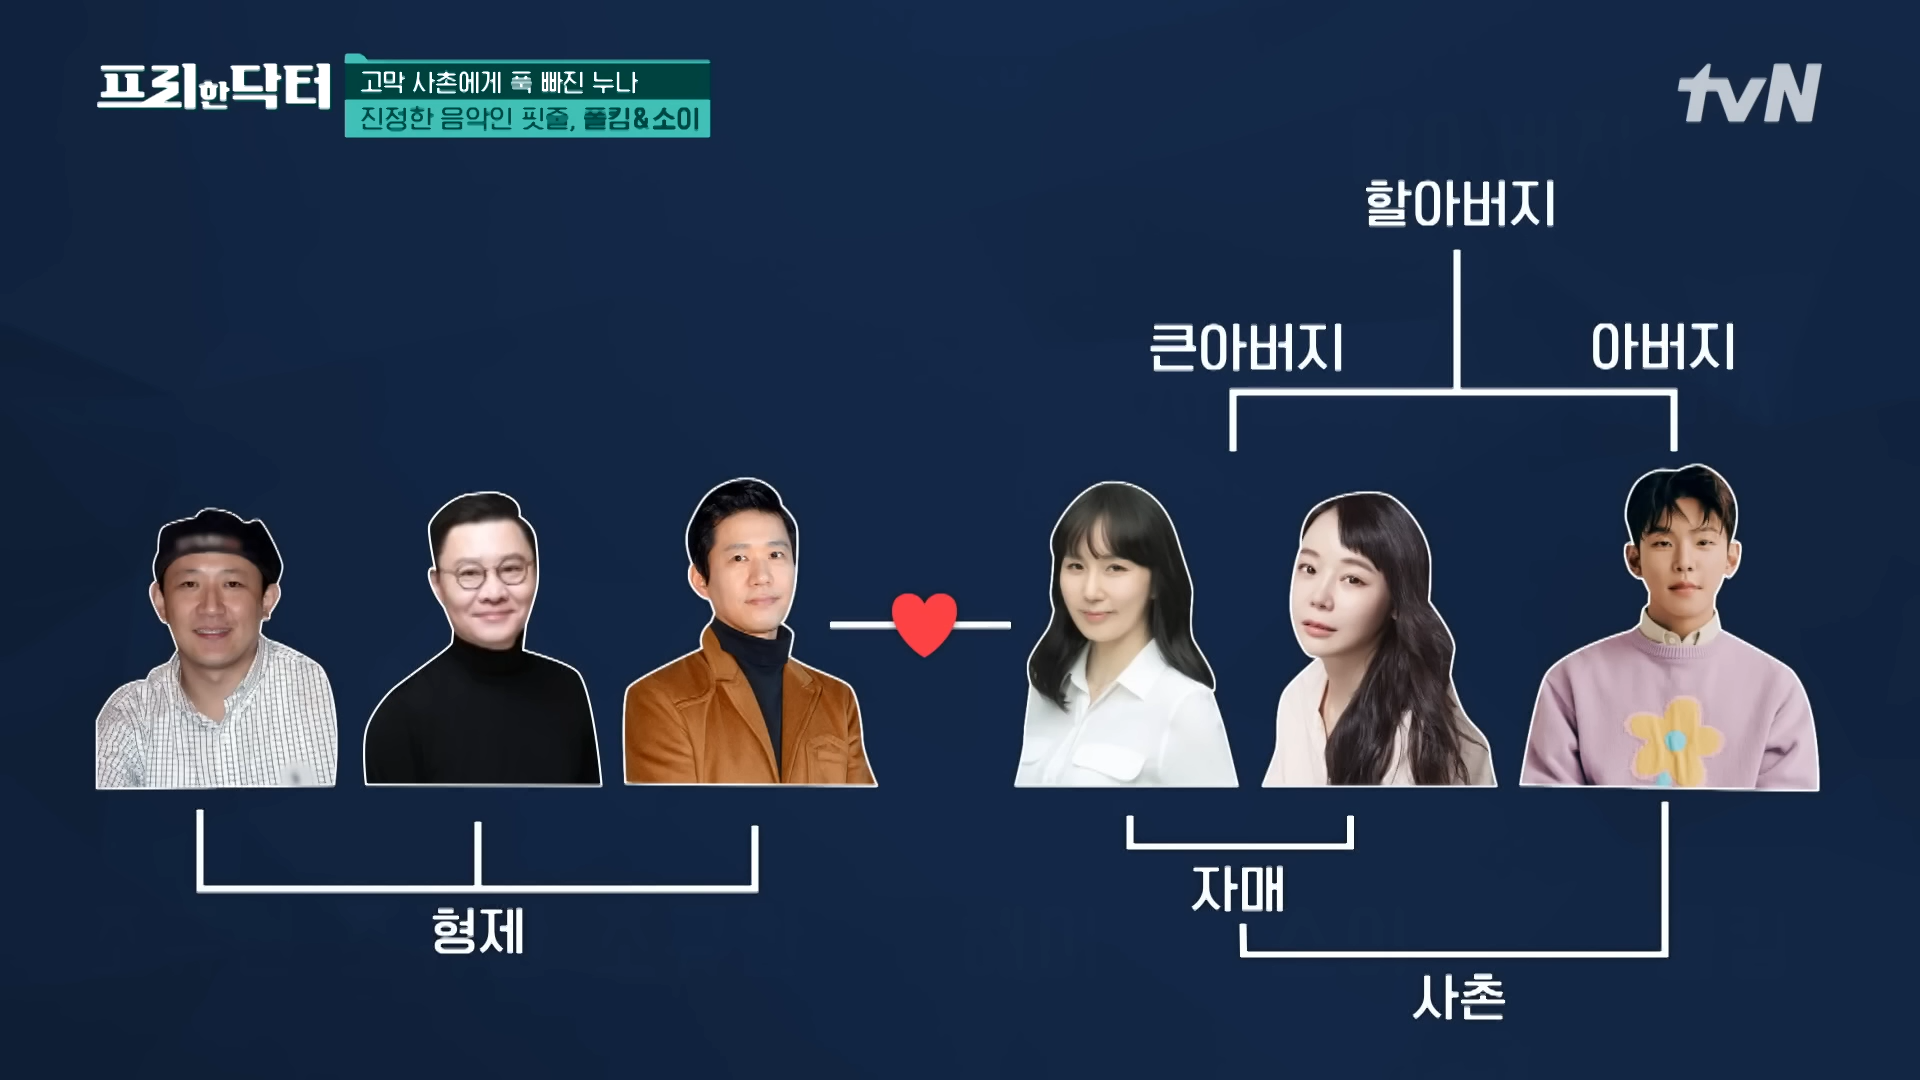 프리한닥터
고막 사촌에게 푹 빠진 누나
진정한 음악인 핏줄, 폴킴&소이
tvN
할아버지
큰아버지
아버지
형제
자매
사촌